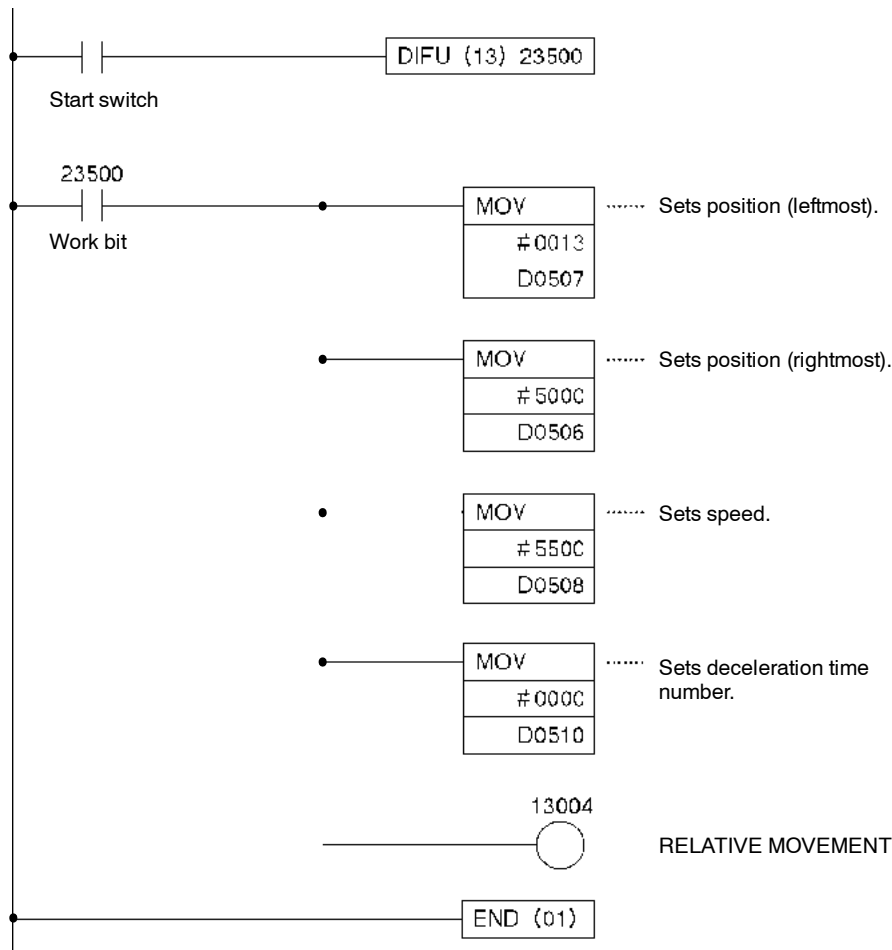 DIFU (13) 23500
Start switch
23500
Work bit
MOV
#0013
D0507
Sets position (leftmost).
MOV
#5000
D0506
Sets position (rightmost).
MOV
#5500
D0508
Sets speed.
MOV
#0000
D0510
Sets deceleration time
number.
13004
RELATIVE MOVEMENT
END (01)